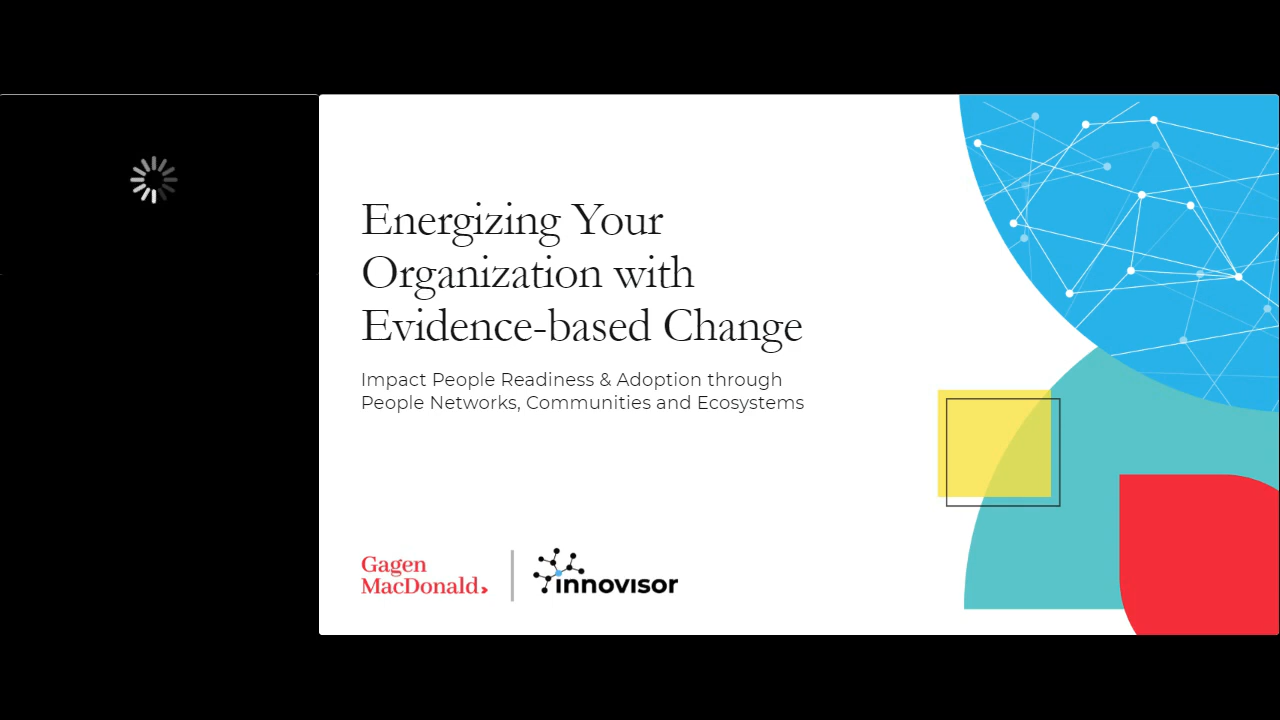 Energizing Your
Organization with
Evidence-based Change
Impact People Readiness & Adoption through
People Networks, Communities and Ecosystems
Gagen
MacDonald
innovisor